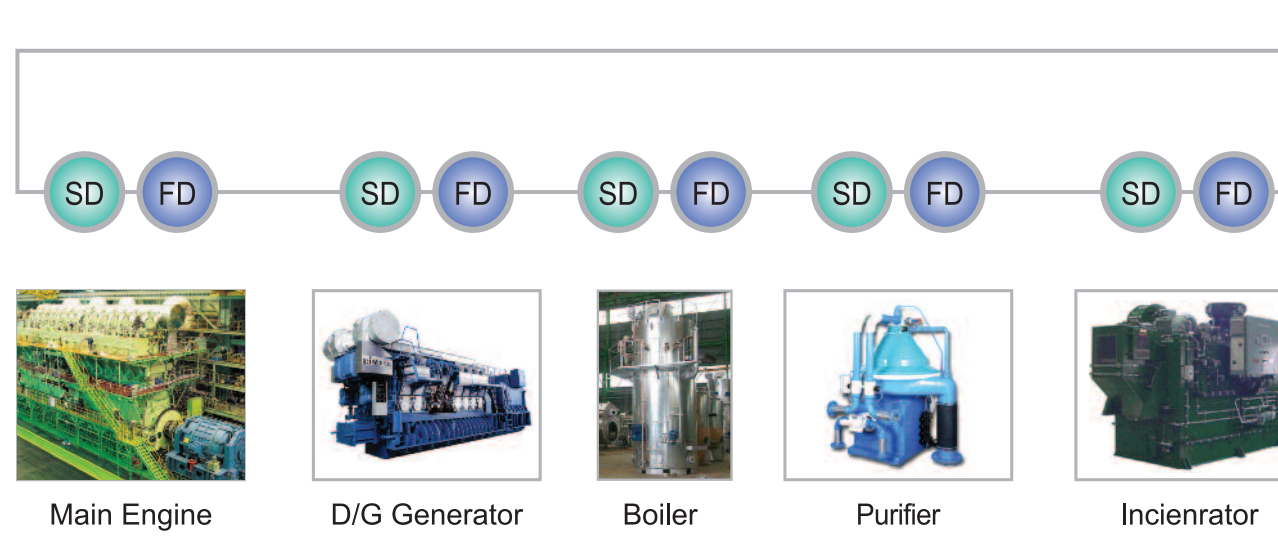 SD FD SD FD SD FD SD FD SD FD
Main Engine D/G Generator Boiler Purifier Incienrator